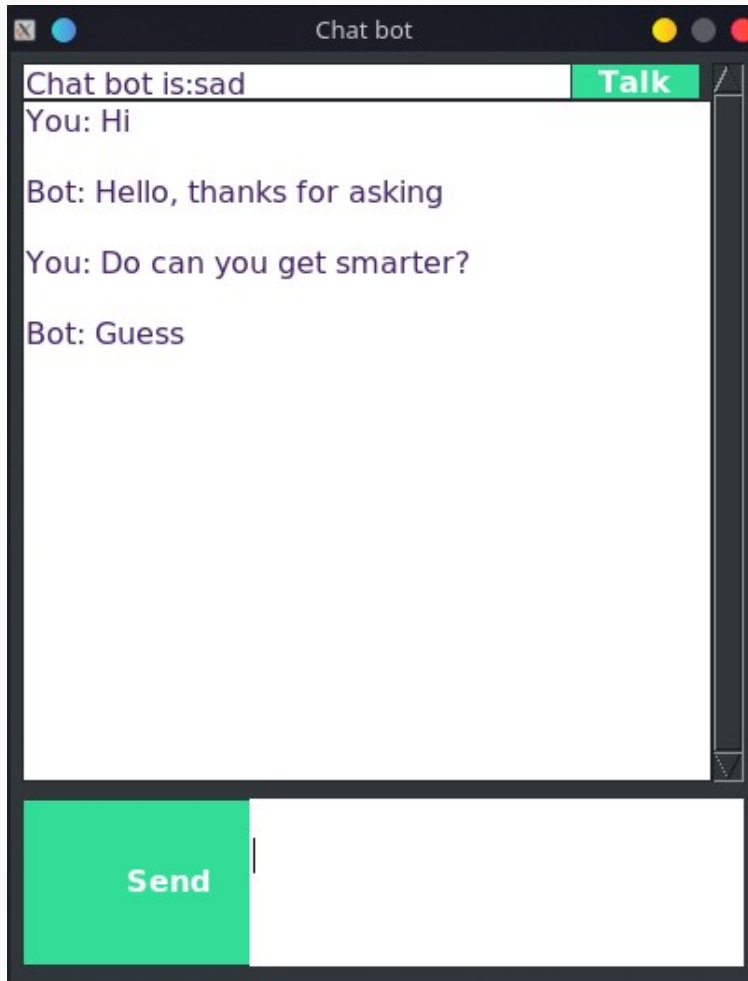 Chat bot
Chat bot is:sad
Talk
You: Hi
Bot: Hello, thanks for asking
You: Do can you get smarter?
Bot: Guess
Send